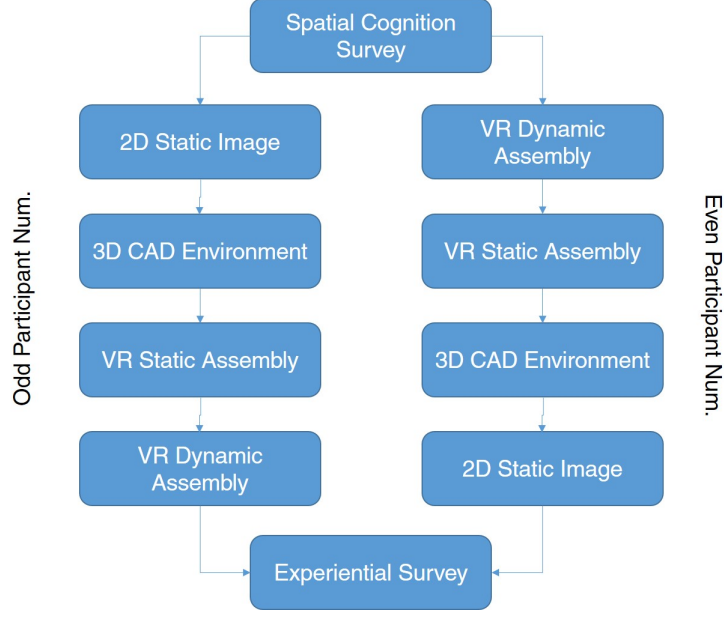 Spatial Cognition
Survey
Odd Participant Num.
2D Static Image
3D CAD Environment
VR Static Assembly
VR Dynamic
Assembly
VR Dynamic
Assembly
VR Static Assembly
3D CAD Environment
2D Static Image
Even Participant Num.
Experiential Survey